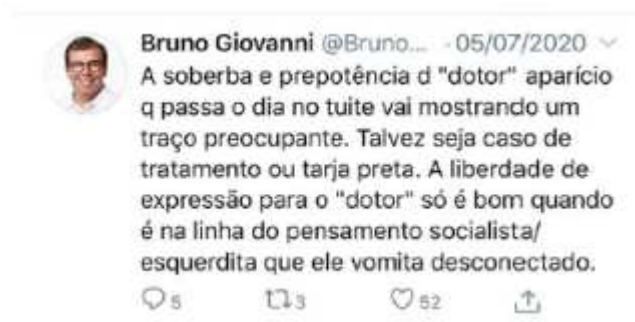 Bruno Giovanni @Bruno... · 05/07/2020
A soberba e prepotência d "dotor" aparício
q passa o dia no tuite vai mostrando um
traço preocupante. Talvez seja caso de
tratamento ou tarja preta. A liberdade de
expressão para o "dotor" só é bom quando
é na linha do pensamento socialista/
esquerdita que ele vomita desconectado.
5 3 52